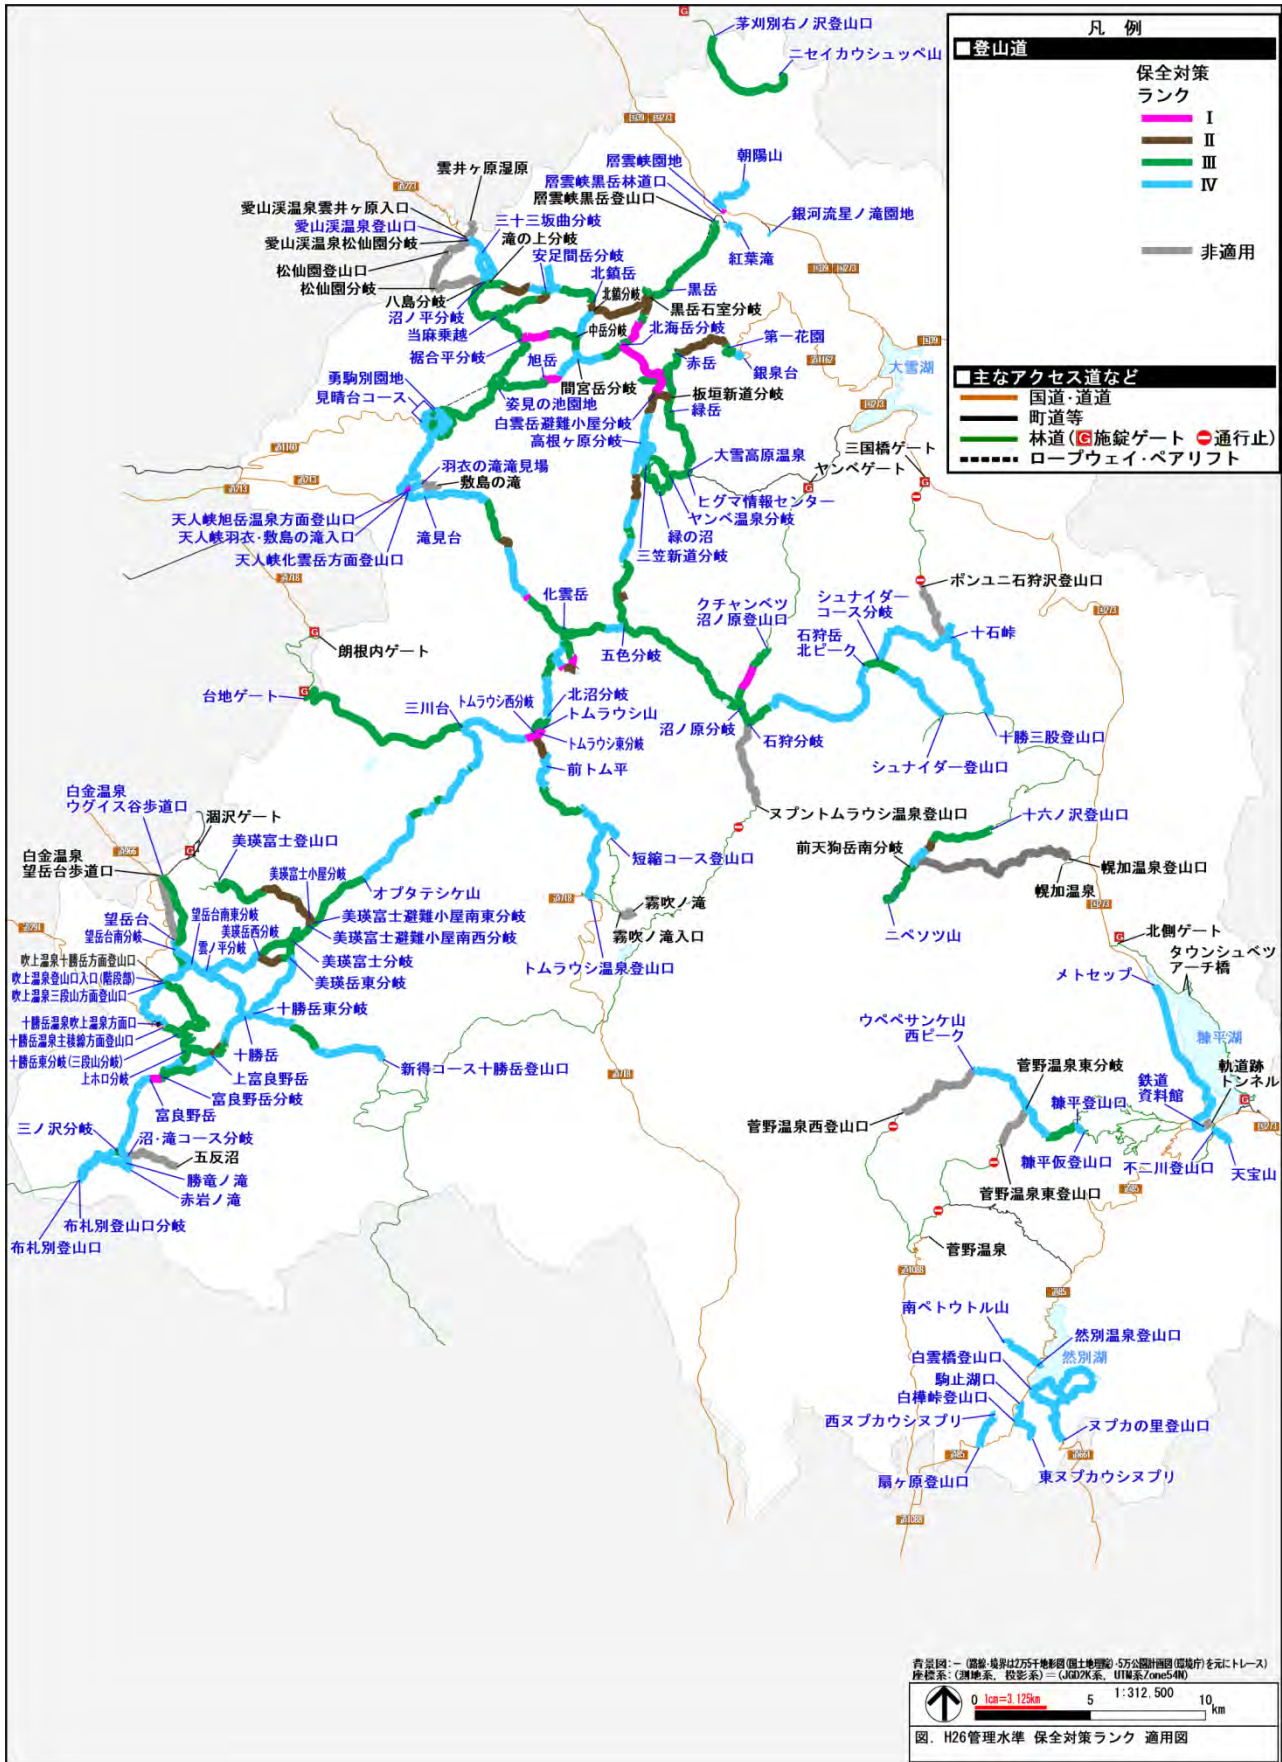 凡 例
■登山道
保全対策
ランク
Ⅰ
Ⅱ
Ⅲ
Ⅳ
非適用
■主なアクセス道など
国道･道道
町道等
林道(G施錠ゲート 通行止)
ロープウェイ･ペアリフト
茅刈別右ノ沢登山口
ニセイカウシュッペ山
朝陽山
層雲峡園地
層雲峡黒岳林道口
層雲峡黒岳登山口
銀河流星ノ滝園地
紅葉滝
雲井ヶ原湿原
愛山渓温泉雲井ヶ原入口
愛山渓温泉登山口
愛山渓温泉松仙園分岐
三十三坂曲分岐
滝の上分岐
安足間岳分岐
松仙園登山口
松仙園分岐
北鎮岳
北鎮分岐
黒岳
黒岳石室分岐
八島分岐
沼ノ平分岐
当麻乗越
中岳分岐
北海岳分岐
第一花園
裾合平分岐
旭岳
赤岳
銀泉台
大雪湖
勇駒別園地
見晴台コース
間宮岳分岐
板垣新道分岐
姿見の池園地
緑岳
白雲岳避難小屋分岐
高根ヶ原分岐
三国橋ゲート
大雪高原温泉
ヤンベゲート
羽衣の滝滝見場
敷島の滝
ヒグマ情報センター
ヤンベ温泉分岐
緑の沼
三笠新道分岐
天人峡旭岳温泉方面登山口
天人峡羽衣･敷島の滝入口
天人峡化雲岳方面登山口
滝見台
化雲岳
クチャンベツ
沼ノ原登山口
シュナイダー
コース分岐
ポンユニ石狩沢登山口
石狩岳
北ピーク
十石峠
五色分岐
朗根内ゲート
台地ゲート
三川台
トムラウシ西分岐
北沼分岐
トムラウシ山
トムラウシ東分岐
沼ノ原分岐
石狩分岐
十勝三股登山口
シュナイダー登山口
前トム平
白金温泉
ウグイス谷歩道口
涸沢ゲート
美瑛富士登山口
ヌプントムラウシ温泉登山口
十六ノ沢登山口
前天狗岳南分岐
幌加温泉登山口
幌加温泉
白金温泉
望岳台歩道口
美瑛富士小屋分岐
オプタテシケ山
短縮コース登山口
望岳台
望岳台南分岐
望岳台南東分岐
美瑛岳西分岐
雲ノ平分岐
美瑛富士避難小屋南東分岐
美瑛富士避難小屋南西分岐
霧吹ノ滝
霧吹ノ滝入口
ニペソツ山
北側ゲート
タウンシュベツ
アーチ橋
吹上温泉十勝岳方面登山口
吹上温泉登山口入口(階段部)
吹上温泉三段山方面登山口
美瑛富士分岐
美瑛岳東分岐
トムラウシ温泉登山口
メトセップ
十勝岳東分岐
十勝岳温泉吹上温泉方面口
十勝岳温泉主稜線方面登山口
十勝岳東分岐(三段山分岐)
上ホロ分岐
十勝岳
上富良野岳
新得コース十勝岳登山口
ウペペサンケ山
西ピーク
糠平湖
菅野温泉東分岐
鉄道
資料館
軌道跡
トンネル
富良野岳分岐
富良野岳
糠平登山口
菅野温泉西登山口
糠平仮登山口
不二川登山口
天宝山
三ノ沢分岐
沼･滝コース分岐
五反沼
勝竜ノ滝
赤岩ノ滝
菅野温泉東登山口
布札別登山口分岐
布札別登山口
菅野温泉
南ペトウトル山
然別温泉登山口
白雲橋登山口
然別湖
駒止湖口
白樺峠登山口
西ヌプカウシヌプリ
ヌプカの里登山口
扇ヶ原登山口
東ヌプカウシヌプリ
背景図:－(路線･境界は2万5千地形図(国土地理院)･5万公園計画図(環境庁)を元にトレース)
座標系:(測地系、投影系)=(JGD2K系、UTM系Zone54N)
0 1cm=3.125km 5 1:312,500 10 km
図. H26管理水準 保全対策ランク 適用図